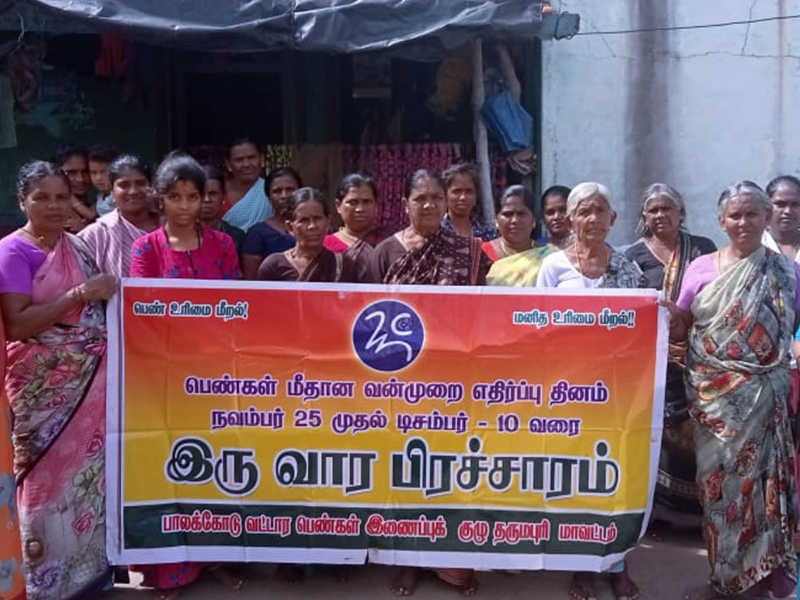 பெண் உரிமை மீறல்!
மனித உரிமை மீறல்!!
பெண்கள் மீதான வன்முறை எதிர்ப்பு தினம்
நவம்பர் 25 முதல் டிசம்பர் - 10 வரை
இரு வார பிரச்சாரம்
பாலக்கோடு வட்டார பெண்கள் இணைப்புக் குழு தருமபுரி மாவட்டம்